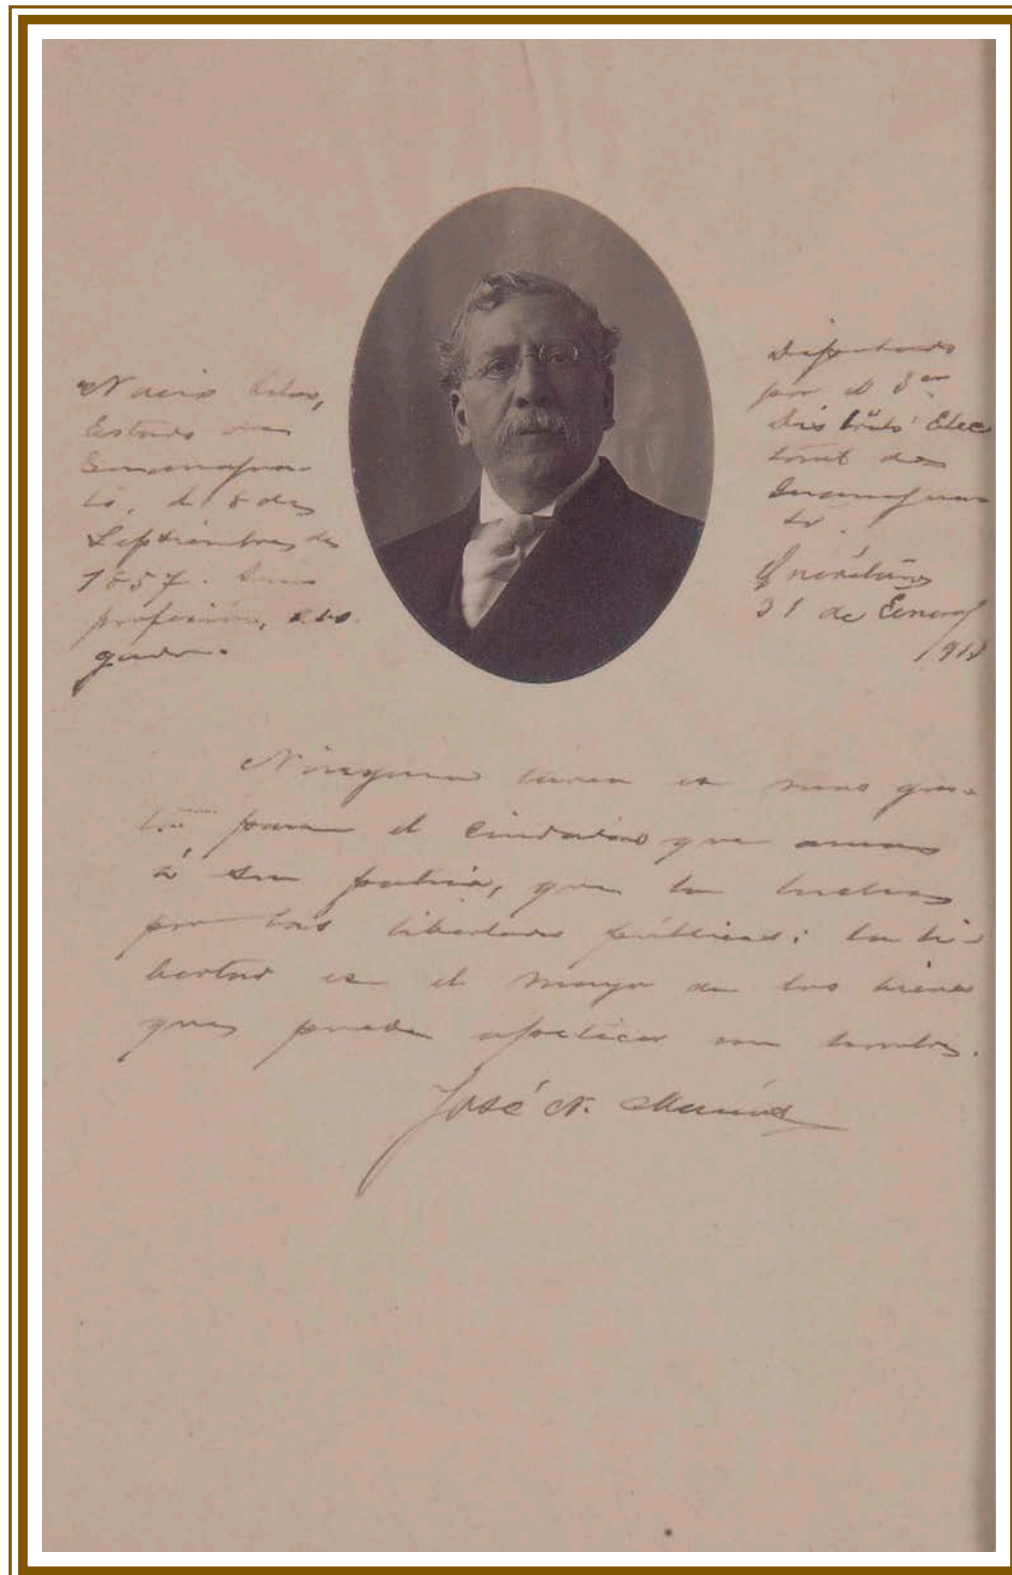 Nació Silao,
Estado de
Guanajua-
to, el 8 de
Septiembre de
1857. Su
profesión, abo-
gado.
Diputado
por el 3er
Distrito Elec
toral de
Guanajua
to.
Querétaro
31 de Enero
Ninguna tarea es mas gra-
ta para el ciudadano que ama
á su patria, que la lucha
por las libertades públicas; la li-
bertad es el mayor de los bienes
que puede apetecer un hombre.
José N. Macías